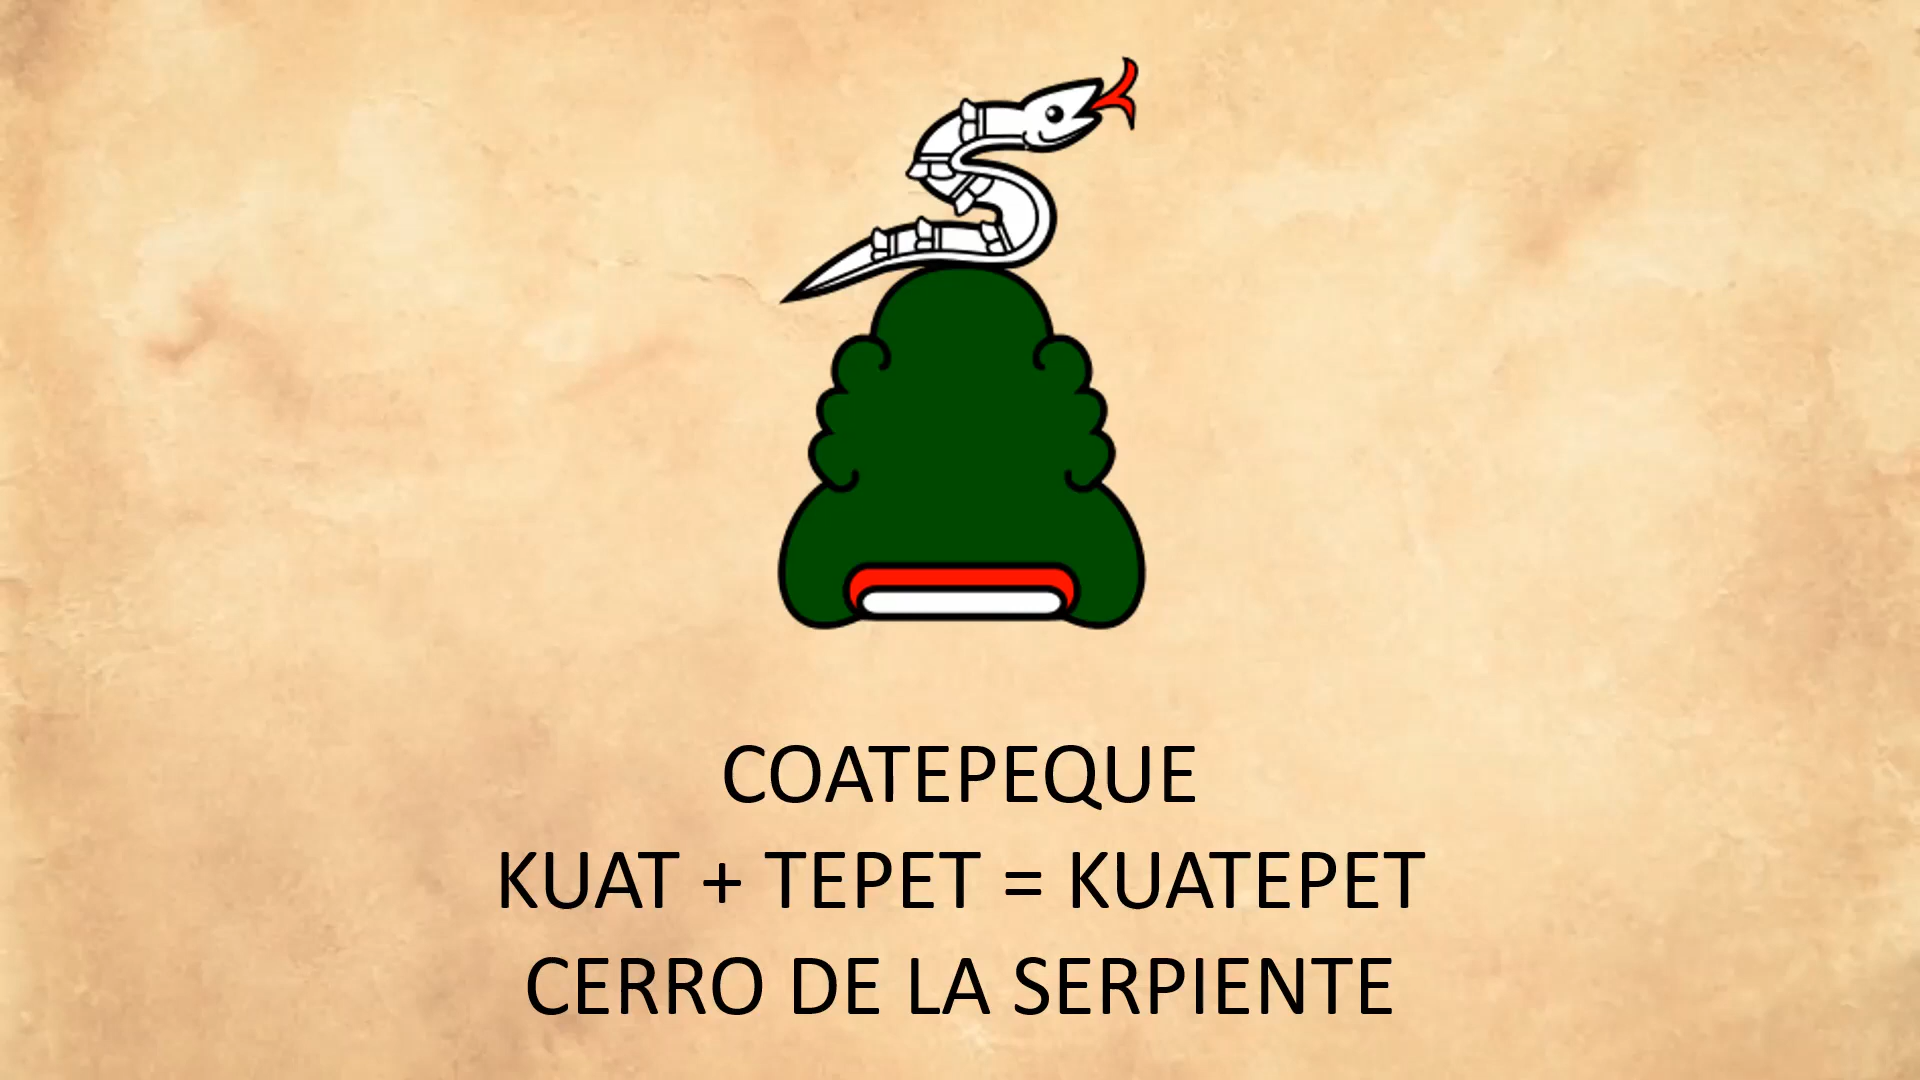 COATEPEQUE
KUAT + TEPET = KUATEPET
CERRO DE LA SERPIENTE